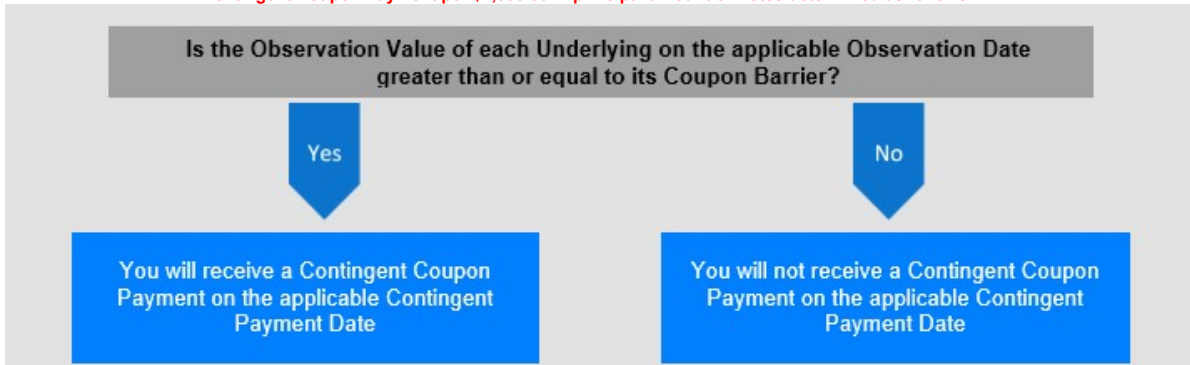 Is the Observation Value of each Underlying on the applicable Observation Date
greater than or equal to its Coupon Barrier?
Yes
No
You will receive a Contingent Coupon
Payment on the applicable Contingent
Payment Date
You will not receive a Contingent Coupon
Payment on the applicable Contingent
Payment Date